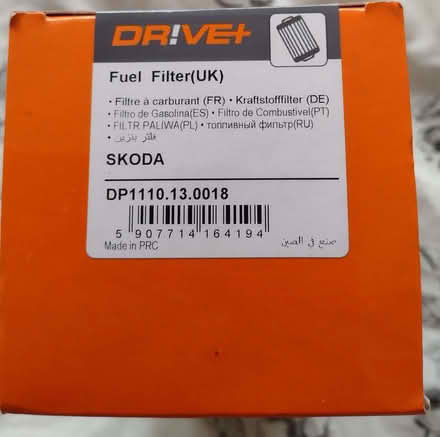 DR!VE+
Fuel Filter(UK)
• Filtre à carburant (FR) • Kraftstofffilter (DE)
• Filtro de Gasolina(ES) • Filtro de Combustivel(PT)
• FILTR PALIWA(PL) • топливный фильтр(RU)
• فلتر بنزين
SKODA
DP1110.13.0018
5 907714 164194
Made in PRC
صنع في الصين